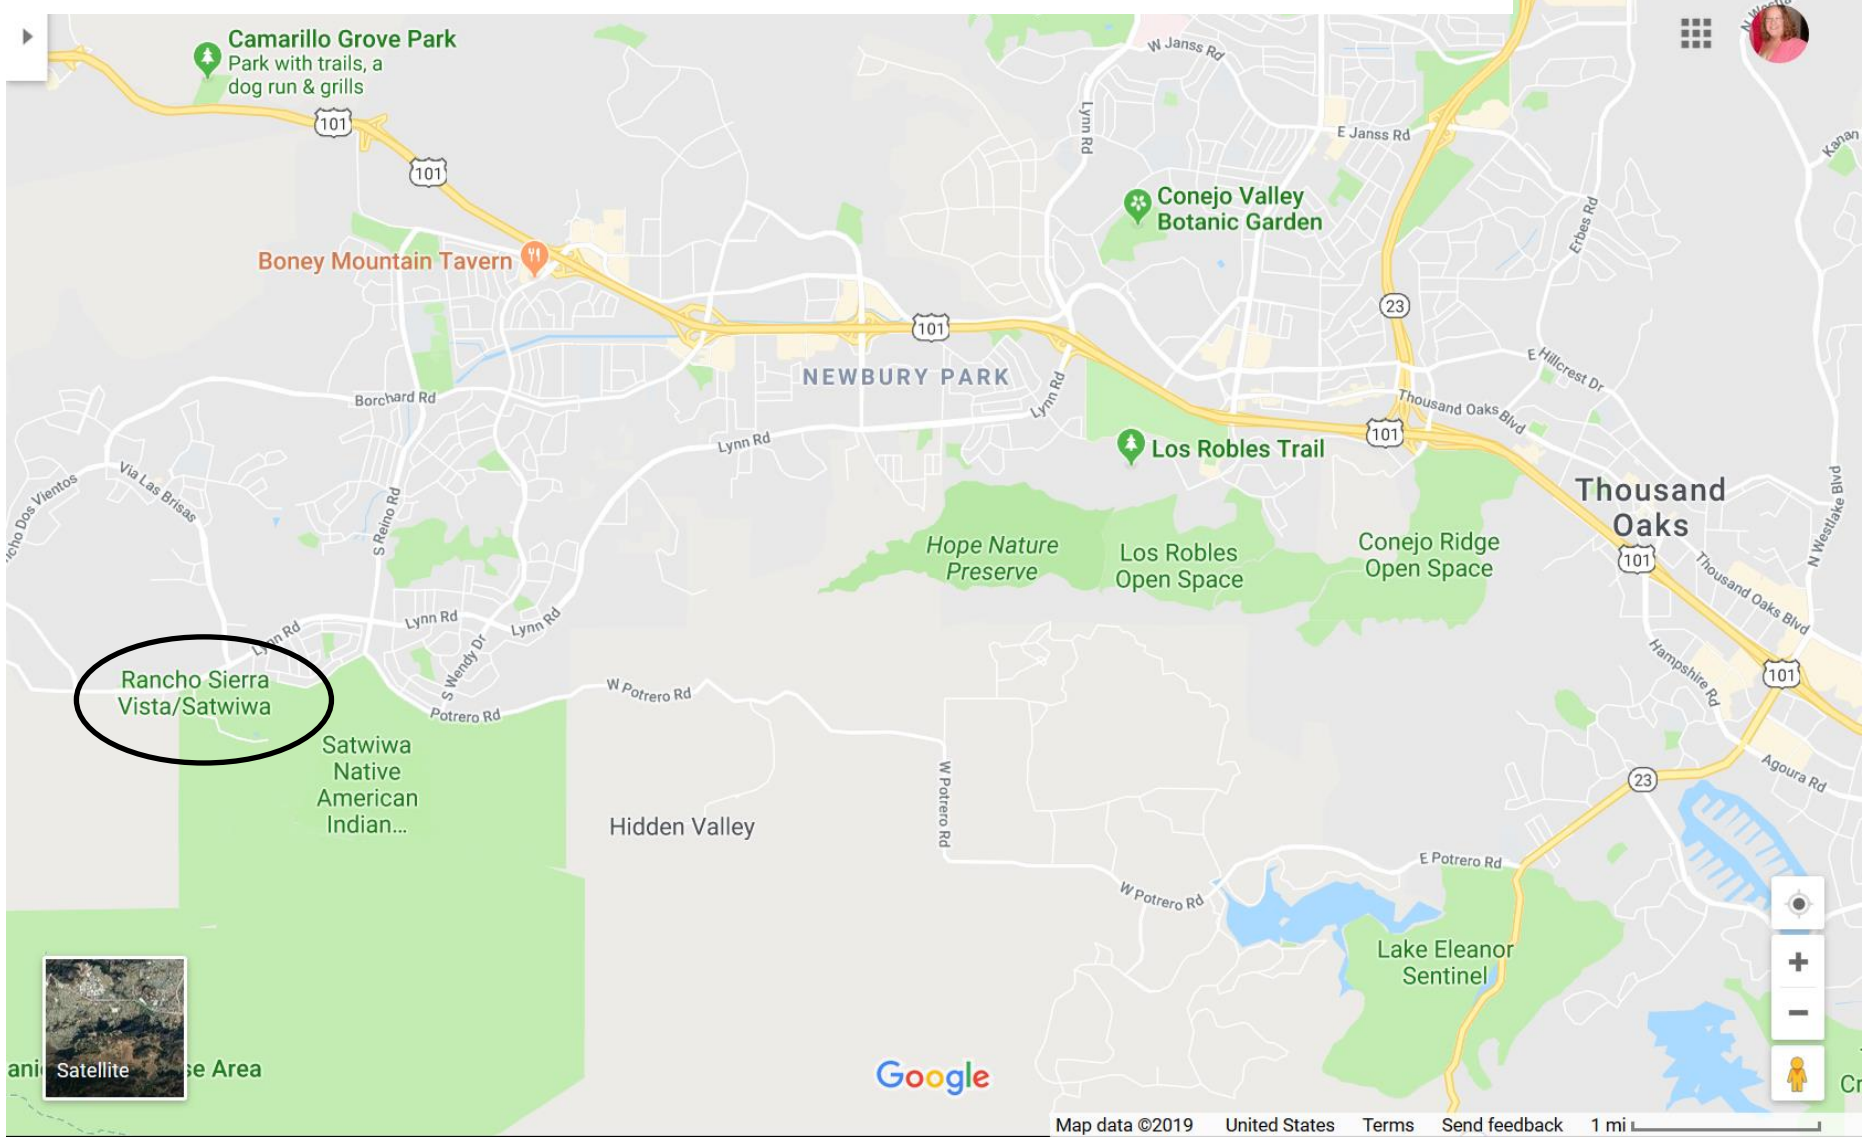 Camarillo Grove Park
Park with trails, a
dog run & grills
101
101
W Janss Rd
Lynn Rd
E Janss Rd
Kanan
Conejo Valley
Botanic Garden
Erbes Rd
Boney Mountain Tavern
23
101
NEWBURY PARK
E Hillcrest Dr
Borchard Rd
Lynn Rd
Thousand Oaks Blvd
Lynn Rd
101
Los Robles Trail
Via Las Brisas
cho Dos Vientos
S Reino Rd
Thousand
Oaks
N Westlake Blvd
Hope Nature
Preserve
Los Robles
Open Space
Conejo Ridge
Open Space
101
Thousand Oaks Blvd
Lynn Rd
Lynn Rd
Lynn Rd
S Wendy Dr
Hampshire Rd
Rancho Sierra
Vista/Satwiwa
W Potrero Rd
101
Potrero Rd
Satwiwa
Native
American
Indian...
W Potrero Rd
23
Agoura Rd
Hidden Valley
E Potrero Rd
W Potrero Rd
Lake Eleanor
Sentinel
Satellite
ani
se Area
Google
Cr
Map data ©2019 United States Terms Send feedback 1 mi